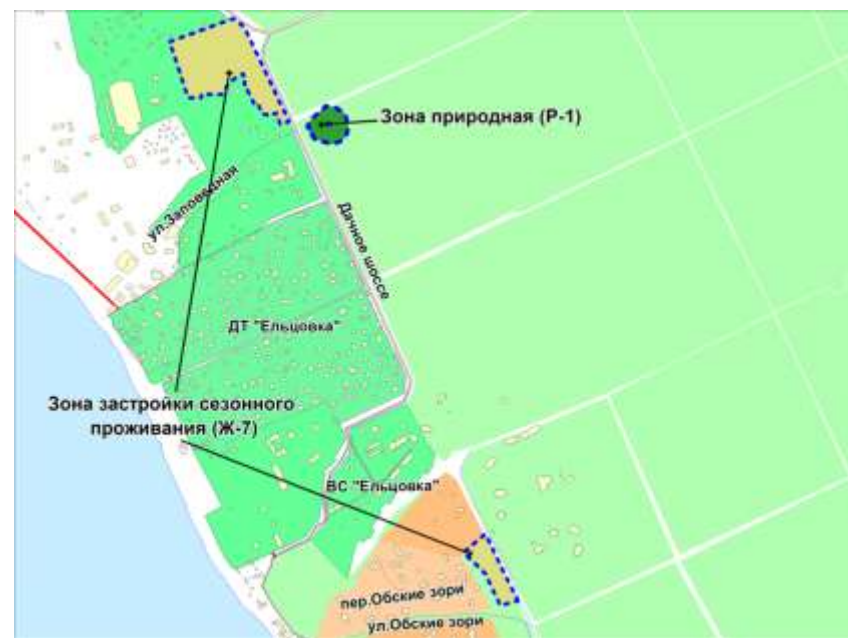 Зона природная (Р-1)
ул.Заповедная
Дачное шоссе
ДТ "Ельцовка"
Зона застройки сезонного
проживания (Ж-7)
ВС "Ельцовка"
пер.Обские зори
ул.Обские зори